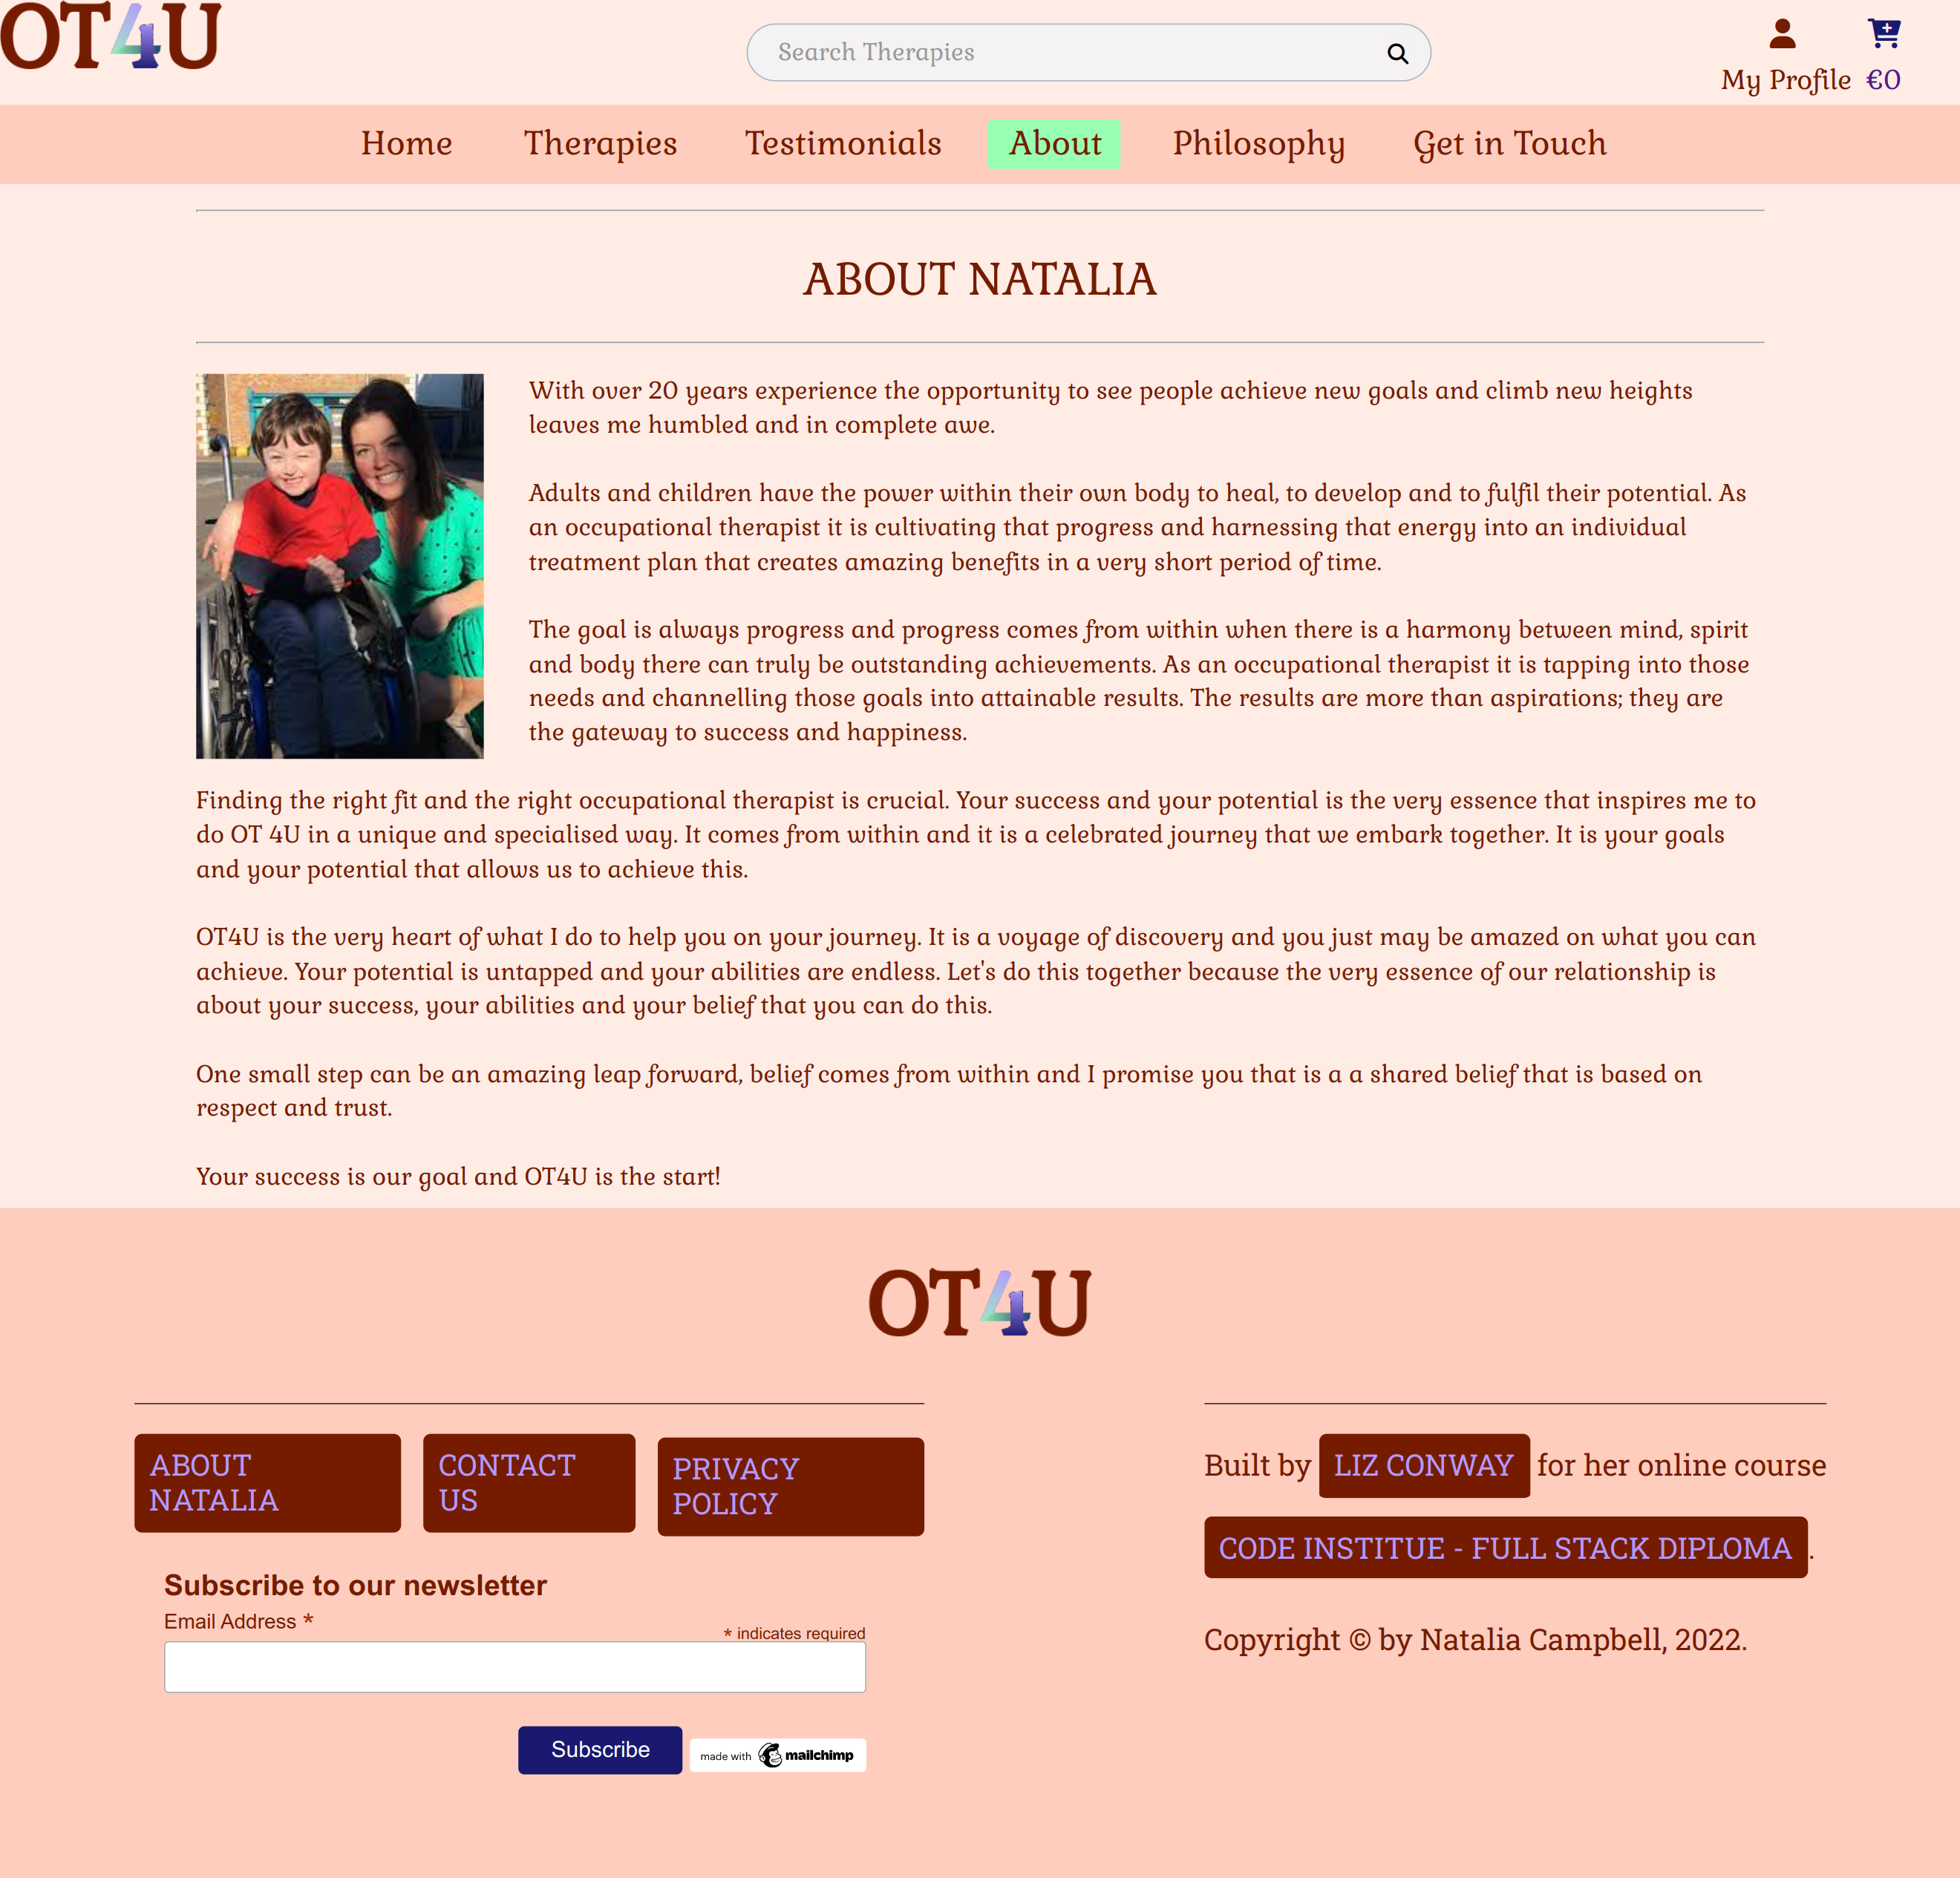 OT4U
Search Therapies
My Profile €0
Home Therapies Testimonials About Philosophy Get in Touch
ABOUT NATALIA
With over 20 years experience the opportunity to see people achieve new goals and climb new heights
leaves me humbled and in complete awe.
Adults and children have the power within their own body to heal, to develop and to fulfil their potential. As
an occupational therapist it is cultivating that progress and harnessing that energy into an individual
treatment plan that creates amazing benefits in a very short period of time.
The goal is always progress and progress comes from within when there is a harmony between mind, spirit
and body there can truly be outstanding achievements. As an occupational therapist it is tapping into those
needs and channelling those goals into attainable results. The results are more than aspirations; they are
the gateway to success and happiness.
Finding the right fit and the right occupational therapist is crucial. Your success and your potential is the very essence that inspires me to
do OT 4U in a unique and specialised way. It comes from within and it is a celebrated journey that we embark together. It is your goals
and your potential that allows us to achieve this.
OT4U is the very heart of what I do to help you on your journey. It is a voyage of discovery and you just may be amazed on what you can
achieve. Your potential is untapped and your abilities are endless. Let's do this together because the very essence of our relationship is
about your success, your abilities and your belief that you can do this.
One small step can be an amazing leap forward, belief comes from within and I promise you that is a a shared belief that is based on
respect and trust.
Your success is our goal and OT4U is the start!
OT4U
ABOUT
NATALIA
CONTACT
US
PRIVACY
POLICY
Subscribe to our newsletter
Email Address *
* indicates required
Subscribe
made with mailchimp
Built by LIZ CONWAY for her online course
CODE INSTITUE - FULL STACK DIPLOMA .
Copyright © by Natalia Campbell, 2022.